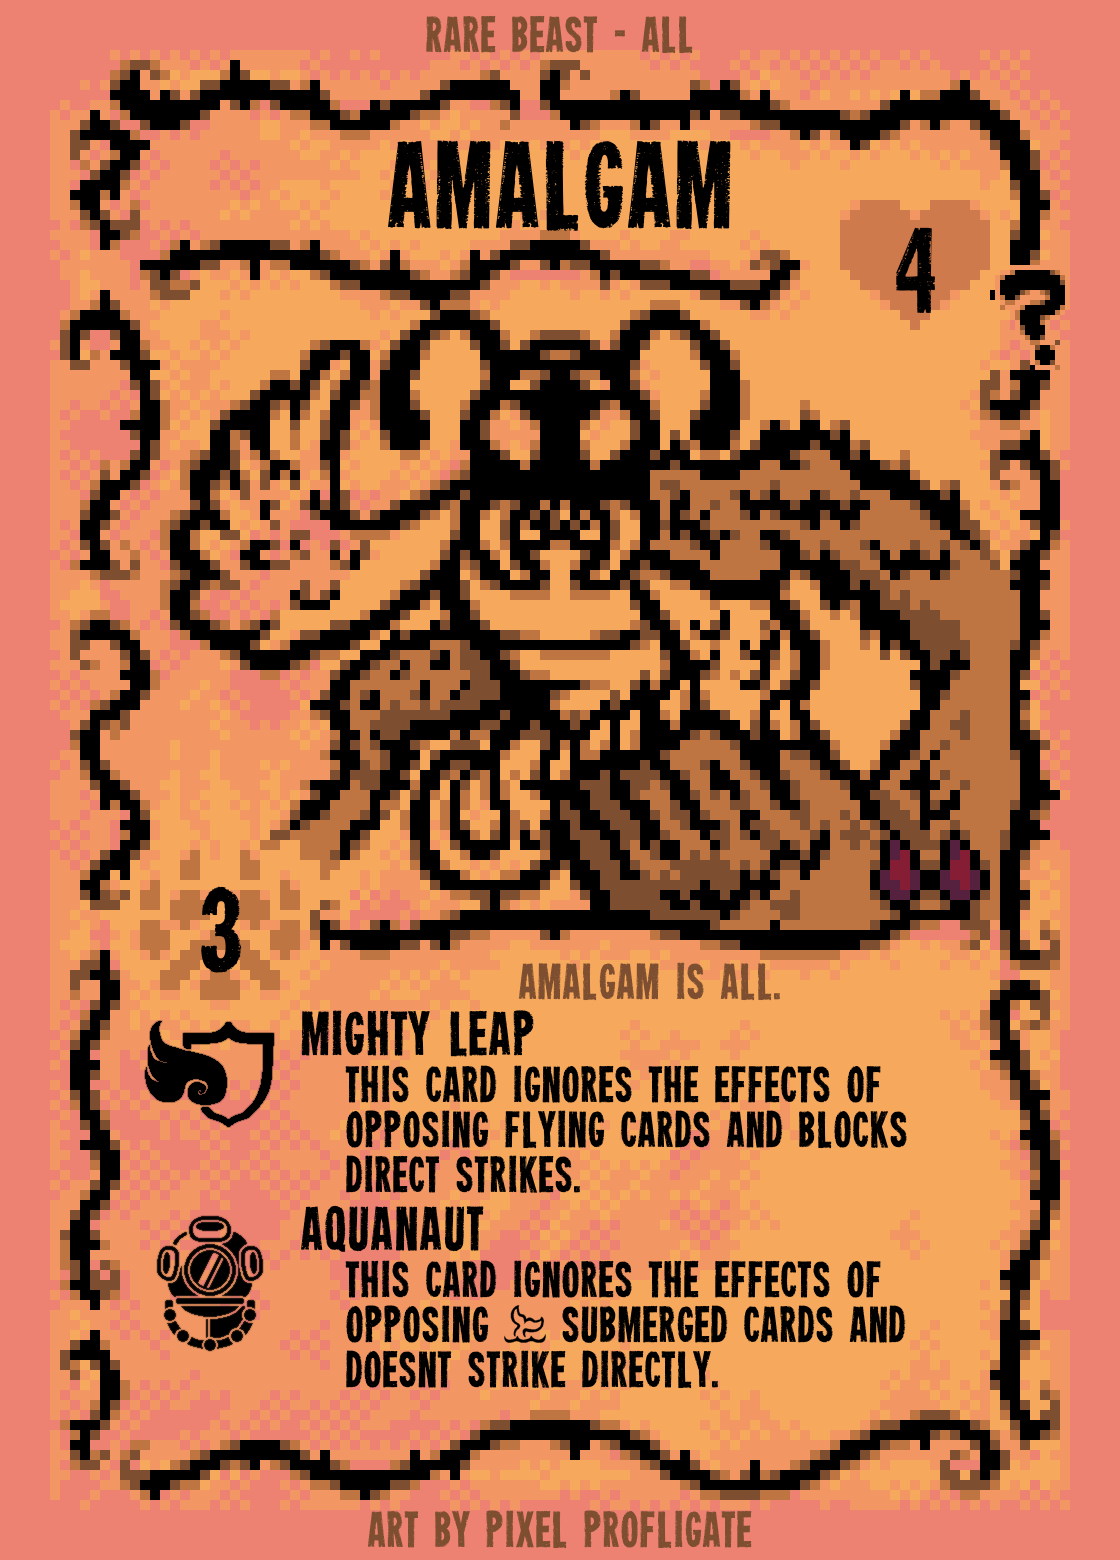 RARE BEAST - ALL
AMALGAM
4
?
3
AMALGAM IS ALL.
MIGHTY LEAP
THIS CARD IGNORES THE EFFECTS OF
OPPOSING FLYING CARDS AND BLOCKS
DIRECT STRIKES.
AQUANAUT
THIS CARD IGNORES THE EFFECTS OF
OPPOSING SUBMERGED CARDS AND
DOESNT STRIKE DIRECTLY.
ART BY PIXEL PROFLIGATE